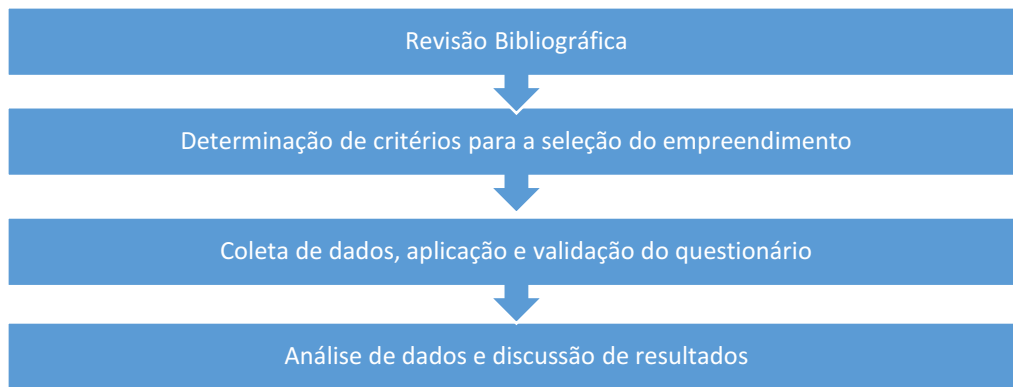 Revisão Bibliográfica
Determinação de critérios para a seleção do empreendimento
Coleta de dados, aplicação e validação do questionário
Análise de dados e discussão de resultados